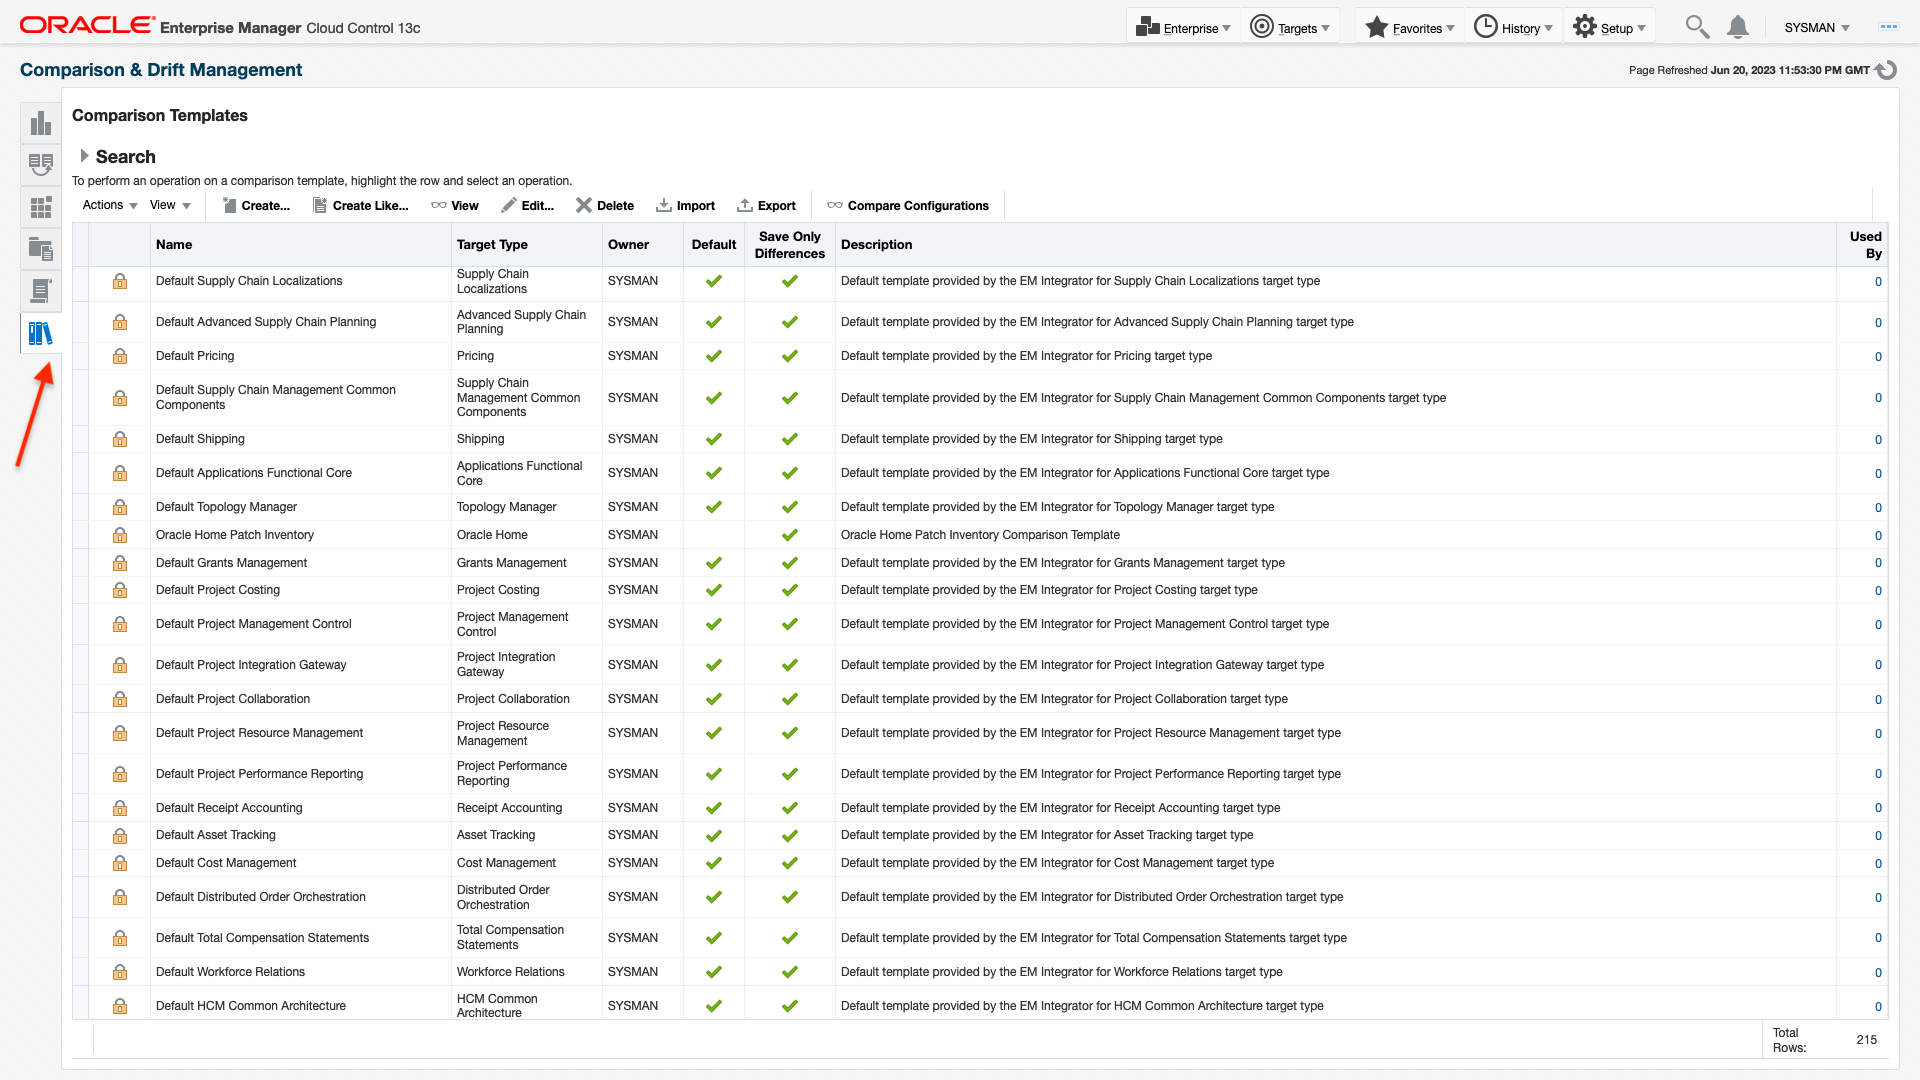 ORACLE Enterprise Manager Cloud Control 13c
Enterprise Targets Favorites History Setup SYSMAN
Comparison & Drift Management
Page Refreshed Jun 20, 2023 11:53:30 PM GMT
Comparison Templates
Search
To perform an operation on a comparison template, highlight the row and select an operation.
Actions View Create... Create Like... View Edit... Delete Import Export Compare Configurations
Name Target Type Owner Default Save Only Differences Description Used By
Default Supply Chain Localizations Supply Chain Localizations SYSMAN Default template provided by the EM Integrator for Supply Chain Localizations target type 0
Default Advanced Supply Chain Planning Advanced Supply Chain Planning SYSMAN Default template provided by the EM Integrator for Advanced Supply Chain Planning target type 0
Default Pricing Pricing SYSMAN Default template provided by the EM Integrator for Pricing target type 0
Default Supply Chain Management Common Components Supply Chain Management Common Components SYSMAN Default template provided by the EM Integrator for Supply Chain Management Common Components target type 0
Default Shipping Shipping SYSMAN Default template provided by the EM Integrator for Shipping target type 0
Default Applications Functional Core Applications Functional Core SYSMAN Default template provided by the EM Integrator for Applications Functional Core target type 0
Default Topology Manager Topology Manager SYSMAN Default template provided by the EM Integrator for Topology Manager target type 0
Oracle Home Patch Inventory Oracle Home SYSMAN Oracle Home Patch Inventory Comparison Template 0
Default Grants Management Grants Management SYSMAN Default template provided by the EM Integrator for Grants Management target type 0
Default Project Costing Project Costing SYSMAN Default template provided by the EM Integrator for Project Costing target type 0
Default Project Management Control Project Management Control SYSMAN Default template provided by the EM Integrator for Project Management Control target type 0
Default Project Integration Gateway Project Integration Gateway SYSMAN Default template provided by the EM Integrator for Project Integration Gateway target type 0
Default Project Collaboration Project Collaboration SYSMAN Default template provided by the EM Integrator for Project Collaboration target type 0
Default Project Resource Management Project Resource Management SYSMAN Default template provided by the EM Integrator for Project Resource Management target type 0
Default Project Performance Reporting Project Performance Reporting SYSMAN Default template provided by the EM Integrator for Project Performance Reporting target type 0
Default Receipt Accounting Receipt Accounting SYSMAN Default template provided by the EM Integrator for Receipt Accounting target type 0
Default Asset Tracking Asset Tracking SYSMAN Default template provided by the EM Integrator for Asset Tracking target type 0
Default Cost Management Cost Management SYSMAN Default template provided by the EM Integrator for Cost Management target type 0
Default Distributed Order Orchestration Distributed Order Orchestration SYSMAN Default template provided by the EM Integrator for Distributed Order Orchestration target type 0
Default Total Compensation Statements Total Compensation Statements SYSMAN Default template provided by the EM Integrator for Total Compensation Statements target type 0
Default Workforce Relations Workforce Relations SYSMAN Default template provided by the EM Integrator for Workforce Relations target type 0
Default HCM Common Architecture HCM Common Architecture SYSMAN Default template provided by the EM Integrator for HCM Common Architecture target type 0
Total Rows: 215